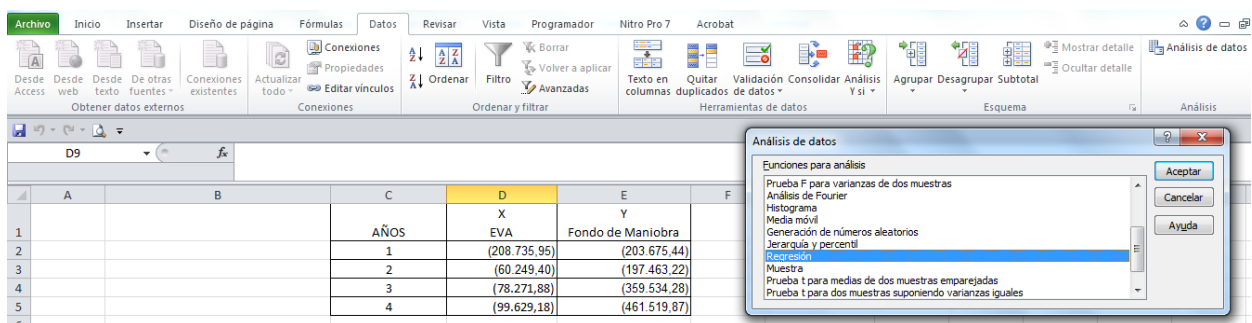 Archivo Inicio Insertar Diseño de página Fórmulas Datos Revisar Vista Programador Nitro Pro 7 Acrobat
Desde Access
Desde web
Desde texto
De otras fuentes
Conexiones existentes
Obtener datos externos
Actualizar todo
Conexiones
Propiedades
Editar vínculos
Conexiones
Ordenar
Filtro
Borrar
Volver a aplicar
Avanzadas
Ordenar y filtrar
Texto en columnas
Quitar duplicados
Validación de datos
Consolidar
Análisis Y si
Herramientas de datos
Agrupar
Desagrupar
Subtotal
Mostrar detalle
Ocultar detalle
Esquema
Análisis de datos
Análisis
D9
fx
A B C D E F
1 AÑOS X EVA Y Fondo de Maniobra
2 1 (208.735,95) (203.675,44)
3 2 (60.249,40) (197.463,22)
4 3 (78.271,88) (359.534,28)
5 4 (99.629,18) (461.519,87)
Análisis de datos
Funciones para análisis
Prueba F para varianzas de dos muestras
Análisis de Fourier
Histograma
Media móvil
Generación de números aleatorios
Jerarquía y percentil
Regresión
Muestra
Prueba t para medias de dos muestras emparejadas
Prueba t para dos muestras suponiendo varianzas iguales
Aceptar
Cancelar
Ayuda